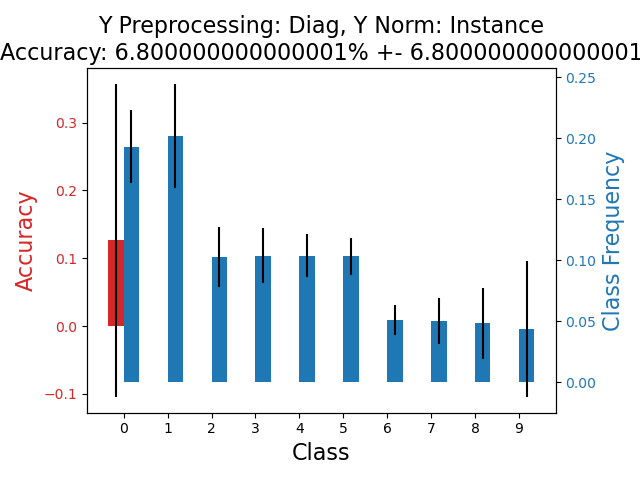 Y Preprocessing: Diag, Y Norm: Instance
Accuracy: 6.800000000000001% +- 6.800000000000001
0.3
0.2
0.1
0.0
−0.1
Accuracy
0.25
0.20
0.15
0.10
0.05
0.00
Class Frequency
0 1 2 3 4 5 6 7 8 9
Class